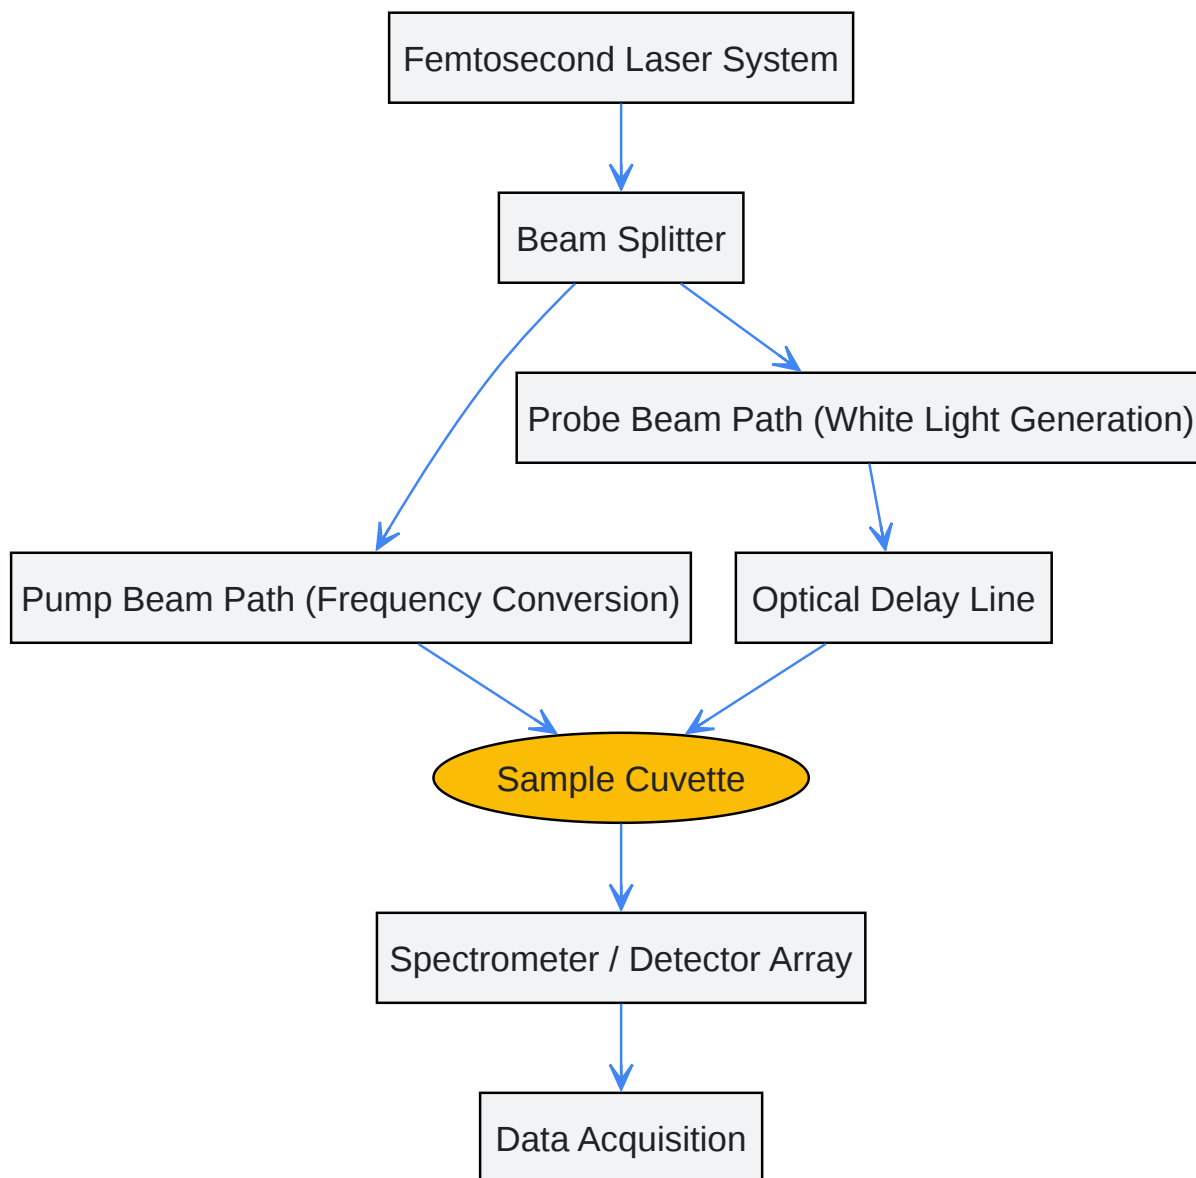 Femtosecond Laser System
Beam Splitter
Probe Beam Path (White Light Generation)
Pump Beam Path (Frequency Conversion)
Optical Delay Line
Sample Cuvette
Spectrometer / Detector Array
Data Acquisition